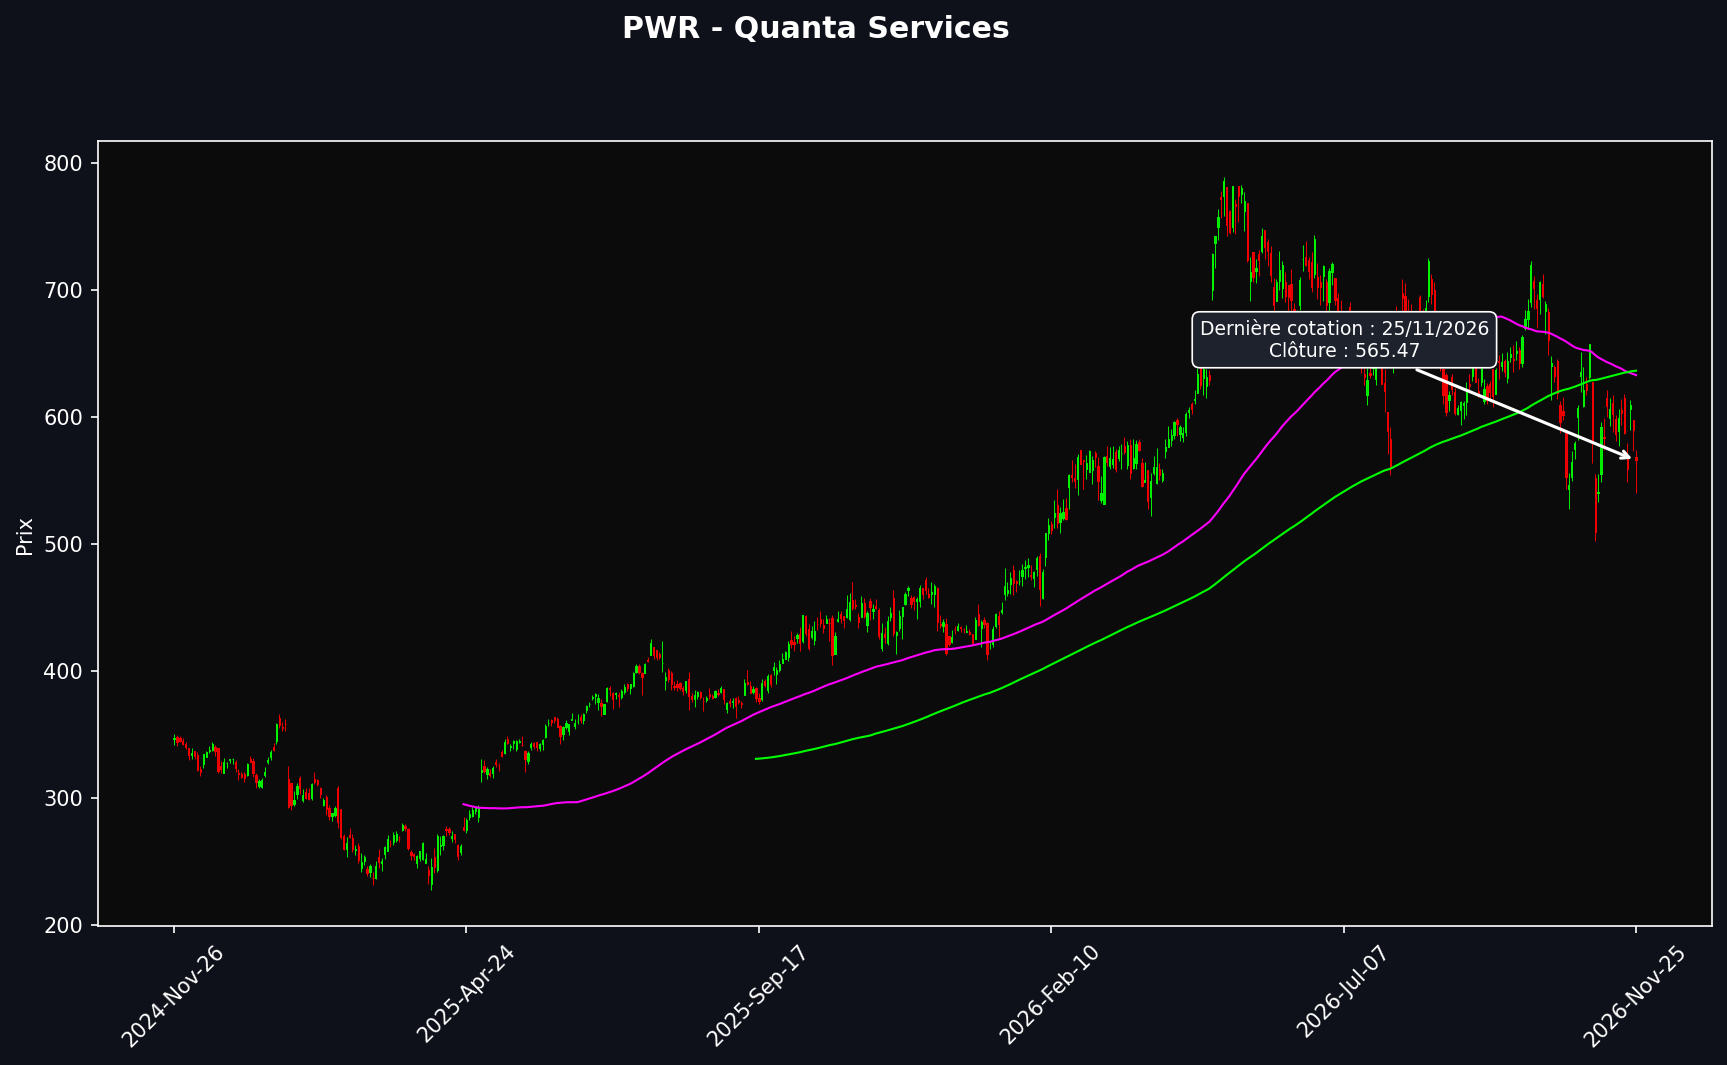 PWR - Quanta Services
800
700
600
500
400
300
200
Prix
Dernière cotation : 25/11/2026
Clôture : 565.47
2024-Nov-26
2025-Apr-24
2025-Sep-17
2026-Feb-10
2026-Jul-07
2026-Nov-25